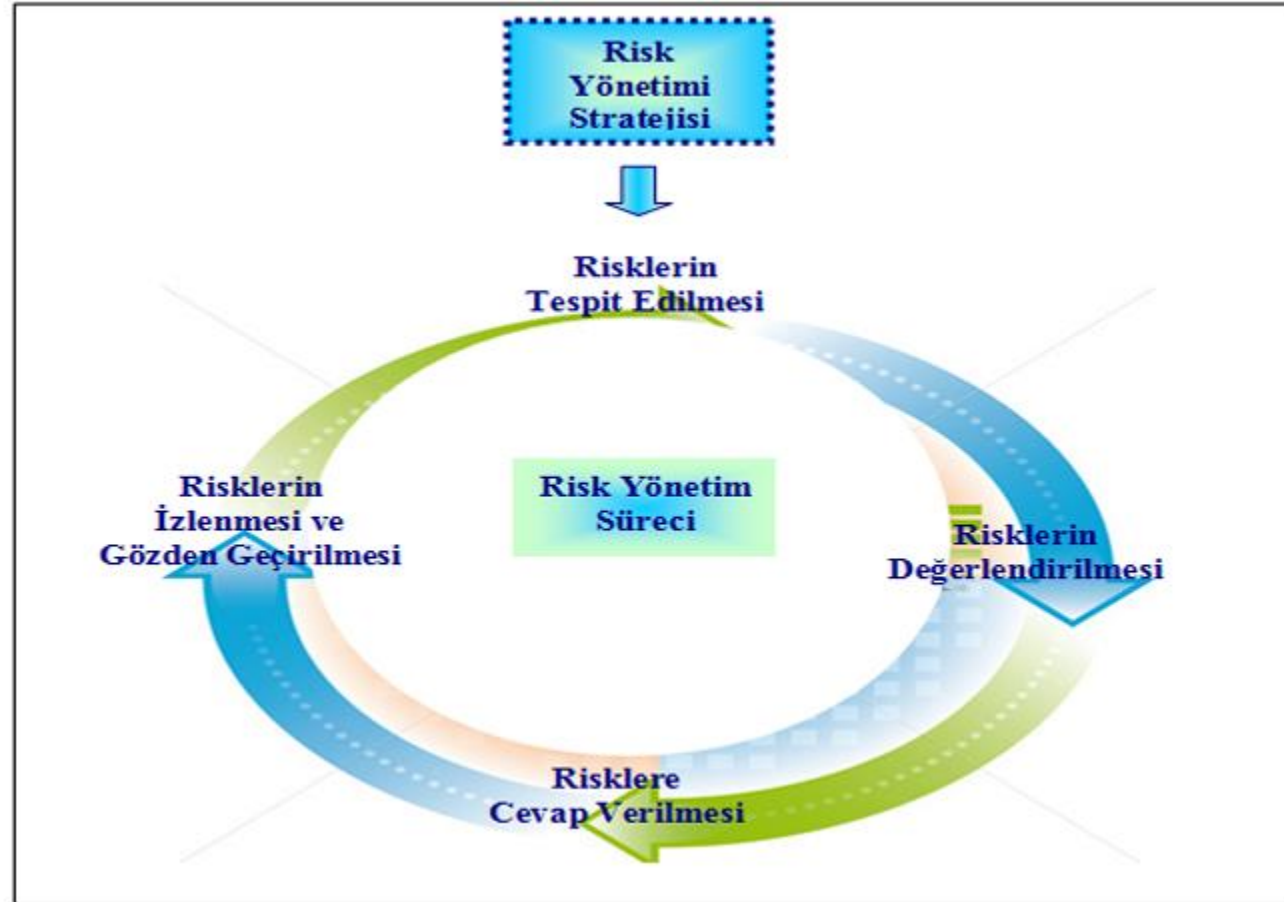 Risk
Yönetimi
Stratejisi
Risklerin
Tespit Edilmesi
Risklerin
İzlenmesi ve
Gözden Geçirilmesi
Risk Yönetim
Süreci
Risklerin
Değerlendirilmesi
Risklere
Cevap Verilmesi